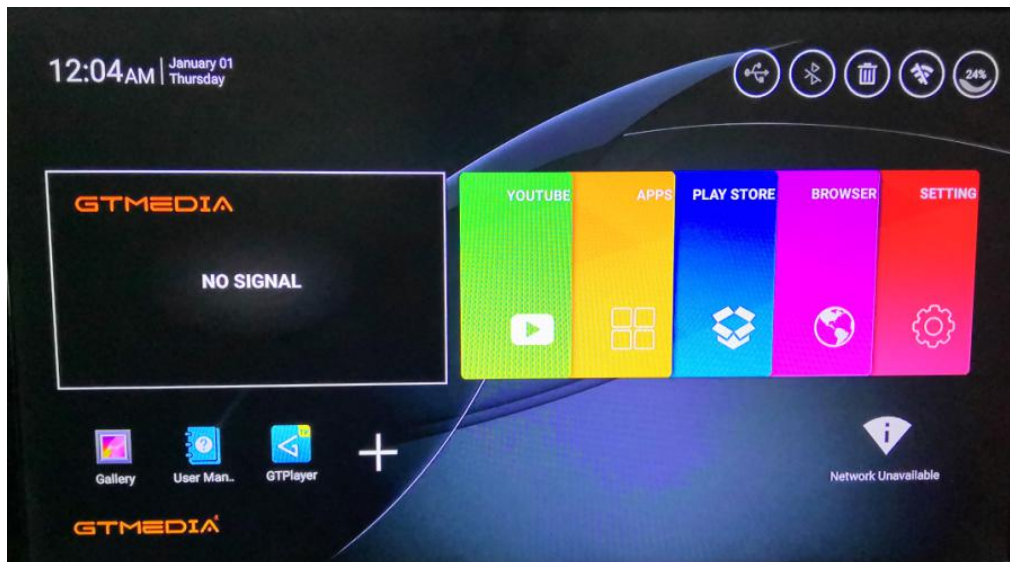 12:04AM
January 01
Thursday
24%
GTMEDIA
NO SIGNAL
YOUTUBE
APPS
PLAY STORE
BROWSER
SETTING
Gallery
User Man..
GTPlayer
Network Unavailable
GTMEDIA